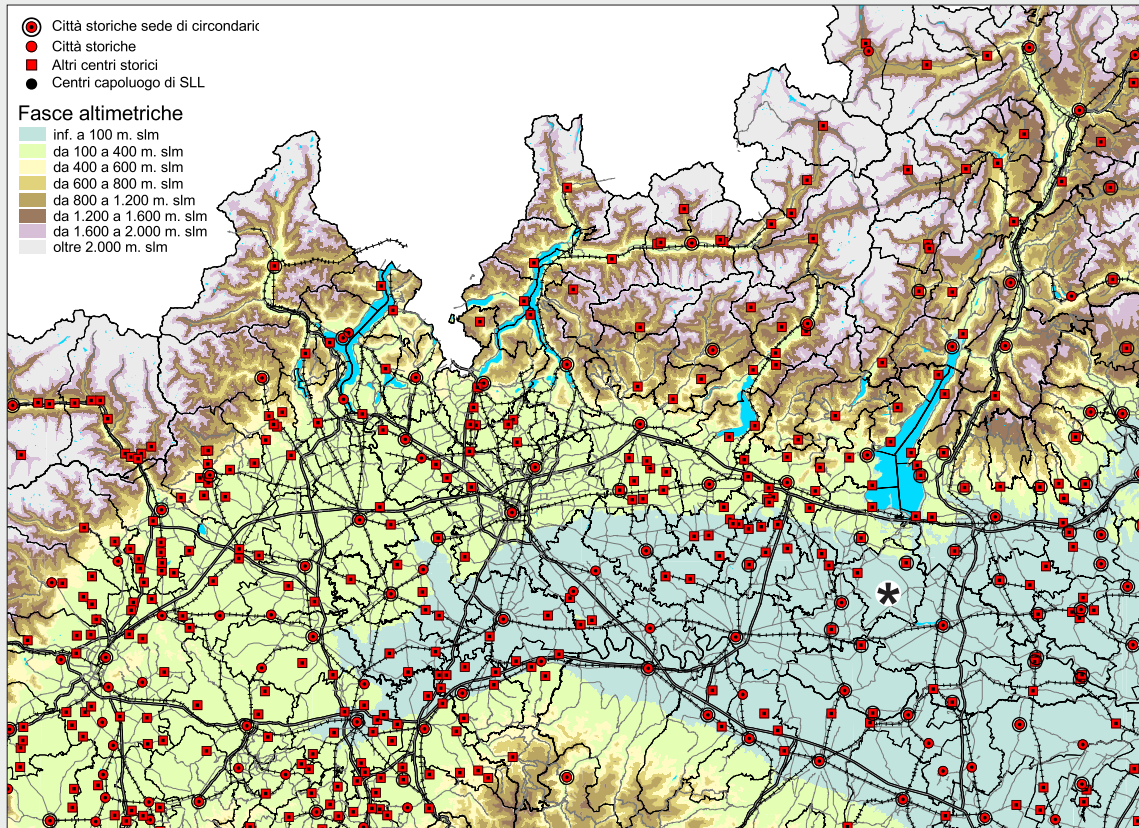 Città storiche sede di circondaric
Città storiche
Altri centri storici
Centri capoluogo di SLL
Fasce altimetriche
inf. a 100 m. slm
da 100 a 400 m. slm
da 400 a 600 m. slm
da 600 a 800 m. slm
da 800 a 1.200 m. slm
da 1.200 a 1.600 m. slm
da 1.600 a 2.000 m. slm
oltre 2.000 m. slm
*